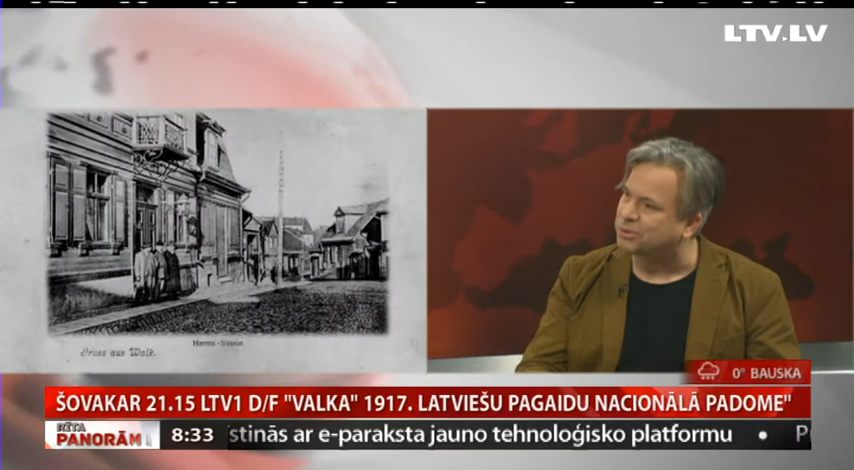 LTV.LV
Herren-Strasse.
Gruss aus Walk.
0° BAUSKA
ŠOVAKAR 21.15 LTV1 D/F "VALKA" 1917. LATVIEŠU PAGAIDU NACIONĀLĀ PADOME"
RĪTA
PANORĀM
8:33 stinās ar e-paraksta jauno tehnoloģisko platformu •